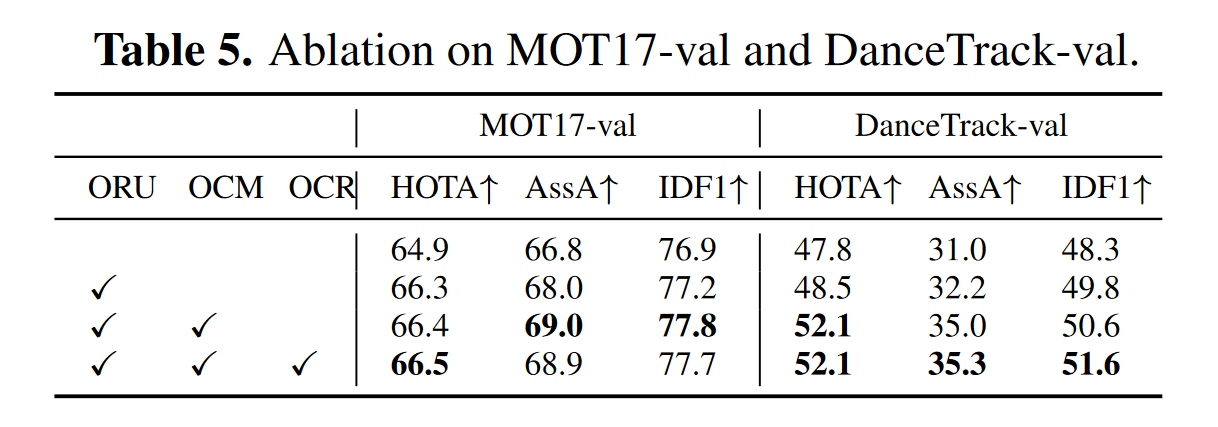 Table 5. Ablation on MOT17-val and DanceTrack-val.
MOT17-val DanceTrack-val
ORU OCM OCR HOTA↑ AssA↑ IDF1↑ HOTA↑ AssA↑ IDF1↑
64.9 66.8 76.9 47.8 31.0 48.3
✓ 66.3 68.0 77.2 48.5 32.2 49.8
✓ ✓ 66.4 69.0 77.8 52.1 35.0 50.6
✓ ✓ ✓ 66.5 68.9 77.7 52.1 35.3 51.6